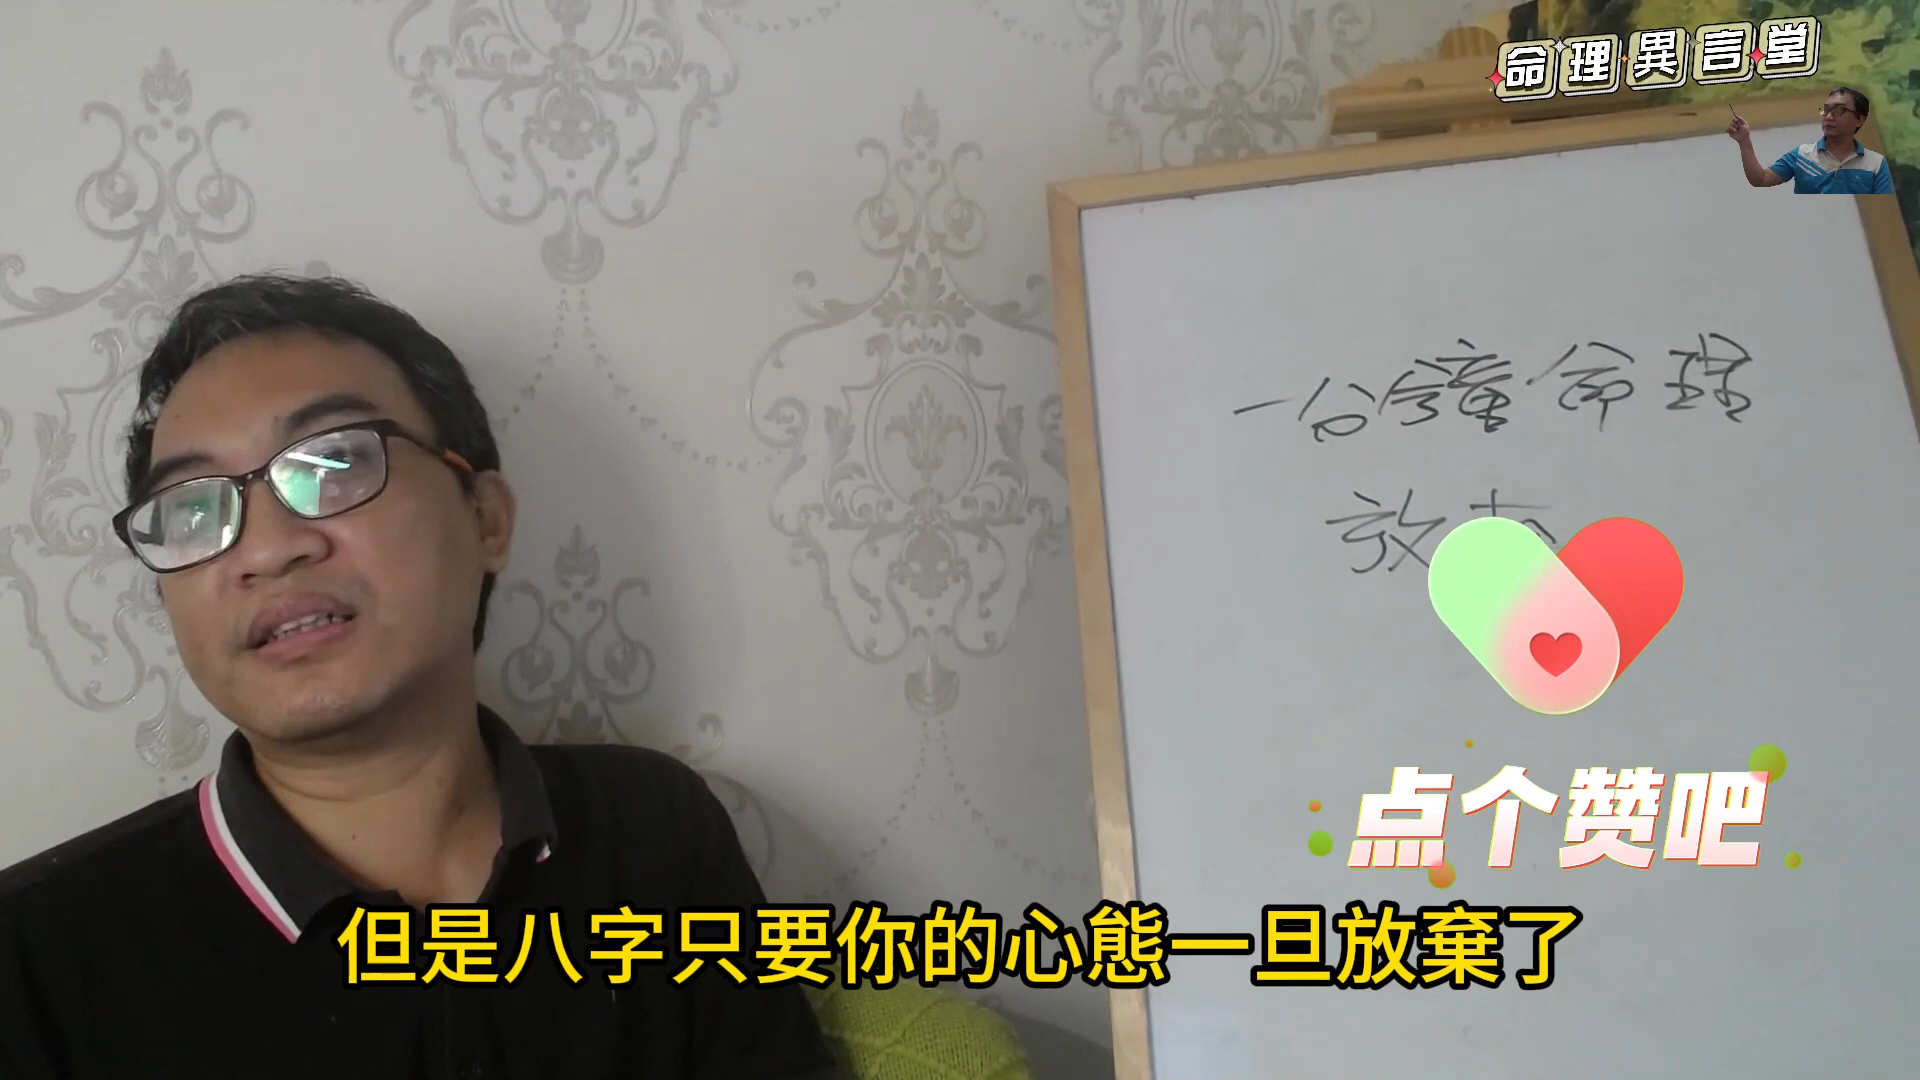 命理異言堂
一分鐘命理
放
点个赞吧
但是八字只要你的心態一旦放棄了